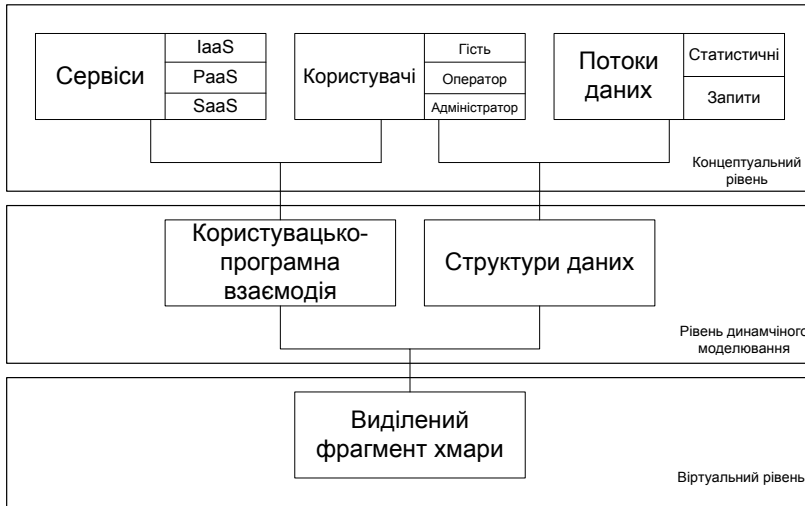 Сервіси
IaaS
PaaS
SaaS
Користувачі
Гість
Оператор
Адміністратор
Потоки
даних
Статистичні
Запити
Концептуальний
рівень
Користувацько-
програмна
взаємодія
Структури даних
Рівень динамчіного
моделювання
Виділений
фрагмент хмари
Віртуальний рівень